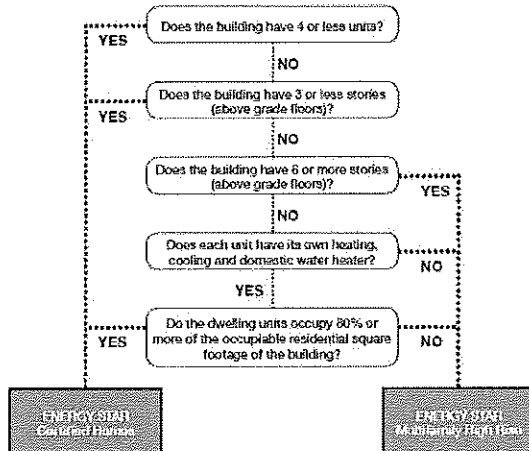 Does the building have 4 or less units?
YES
NO
Does the building have 3 or less stories
(above grade floors)?
YES
NO
Does the building have 6 or more stories
(above grade floors)?
YES
NO
Does each unit have its own heating,
cooling and domestic water heater?
NO
YES
Do the dwelling units occupy 80% or
more of the occupiable residential square
footage of the building?
YES
NO
ENERGY STAR
Certified Homes
ENERGY STAR
Multifamily High Rise